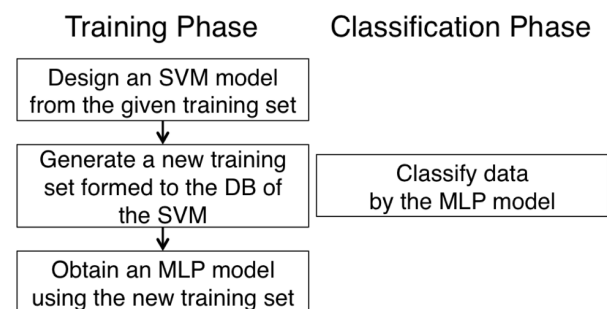 Training Phase
Classification Phase
Design an SVM model
from the given training set
Generate a new training
set formed to the DB of
the SVM
Classify data
by the MLP model
Obtain an MLP model
using the new training set